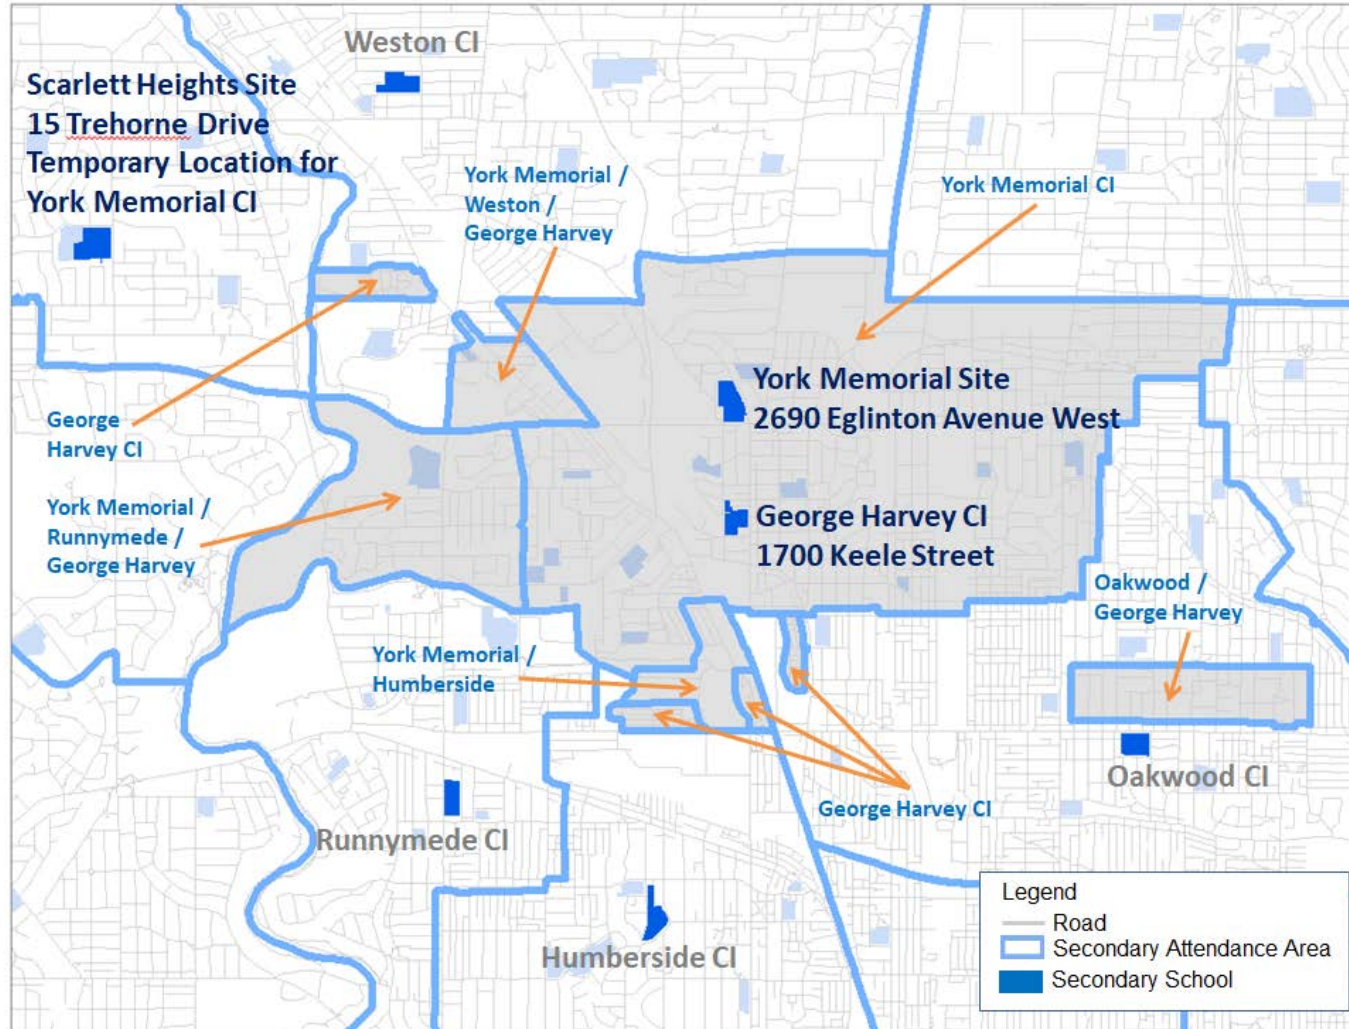 Weston CI
Scarlett Heights Site
15 Trehorne Drive
Temporary Location for
York Memorial CI
York Memorial /
Weston /
George Harvey
York Memorial CI
George
Harvey CI
York Memorial Site
2690 Eglinton Avenue West
York Memorial /
Runnymede /
George Harvey
George Harvey CI
1700 Keele Street
Oakwood /
George Harvey
York Memorial /
Humberside
Oakwood CI
George Harvey CI
Runnymede CI
Humberside CI
Legend
Road
Secondary Attendance Area
Secondary School